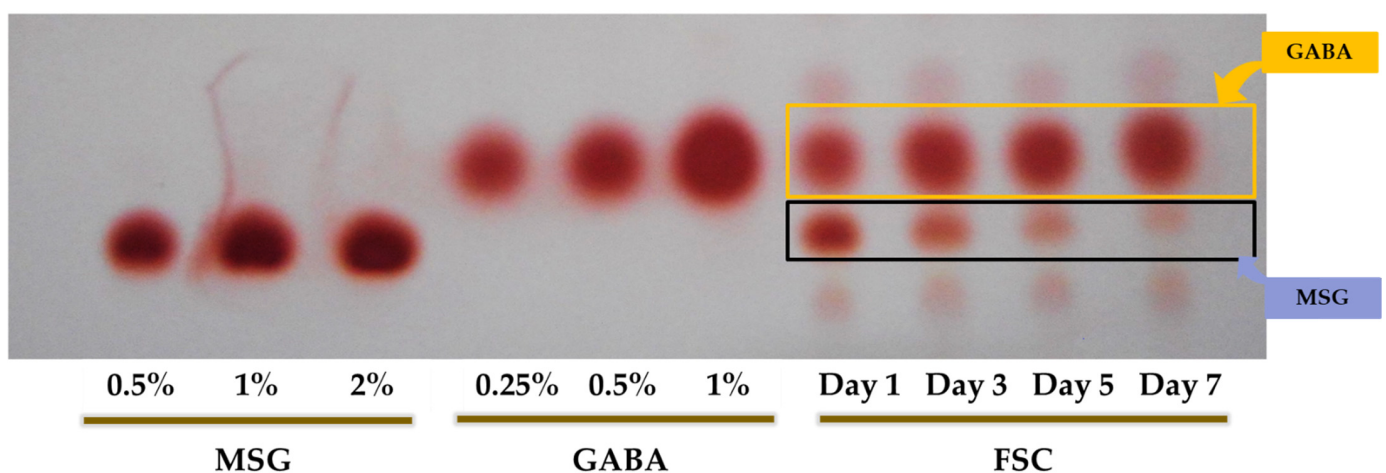 GABA
MSG
0.5% 1% 2% 0.25% 0.5% 1% Day 1 Day 3 Day 5 Day 7
MSG GABA FSC